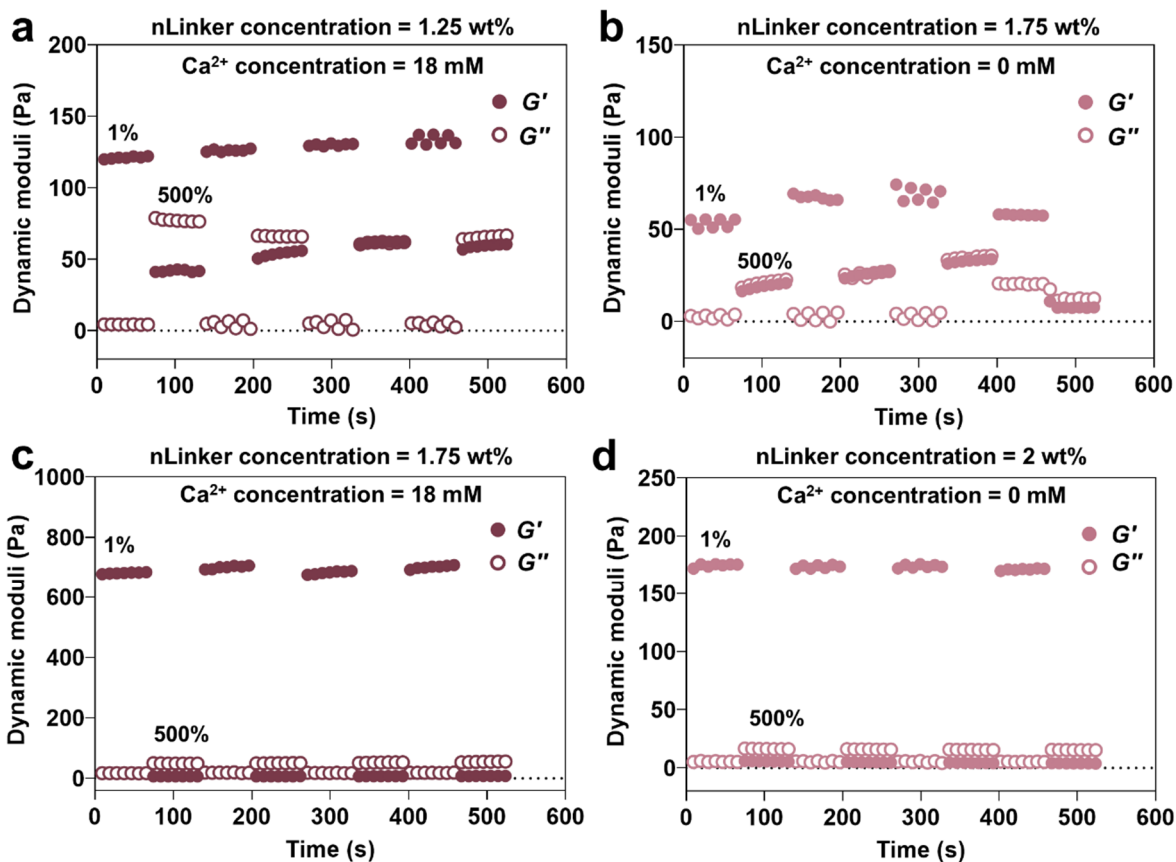 a
nLinker concentration = 1.25 wt%
Ca²⁺ concentration = 18 mM
G'
G''
1%
500%
Dynamic moduli (Pa)
200
150
100
50
0
0 100 200 300 400 500 600
Time (s)
b
nLinker concentration = 1.75 wt%
Ca²⁺ concentration = 0 mM
G'
G''
1%
500%
Dynamic moduli (Pa)
150
100
50
0
0 100 200 300 400 500 600
Time (s)
c
nLinker concentration = 1.75 wt%
Ca²⁺ concentration = 18 mM
G'
G''
1%
500%
Dynamic moduli (Pa)
1000
800
600
400
200
0
0 100 200 300 400 500 600
Time (s)
d
nLinker concentration = 2 wt%
Ca²⁺ concentration = 0 mM
G'
G''
1%
500%
Dynamic moduli (Pa)
250
200
150
100
50
0
0 100 200 300 400 500 600
Time (s)